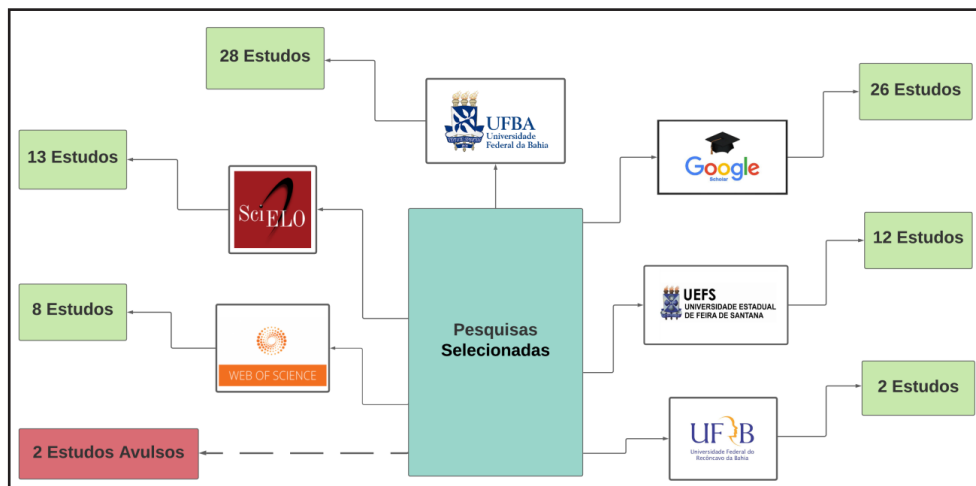 28 Estudos
UFBA
Universidade
Federal da Bahia
26 Estudos
Google
Scholar
13 Estudos
SciELO
12 Estudos
UEFS
UNIVERSIDADE ESTADUAL
DE FEIRA DE SANTANA
8 Estudos
WEB OF SCIENCE
Pesquisas
Selecionadas
2 Estudos
UFRB
Universidade Federal do
Recôncavo da Bahia
2 Estudos Avulsos